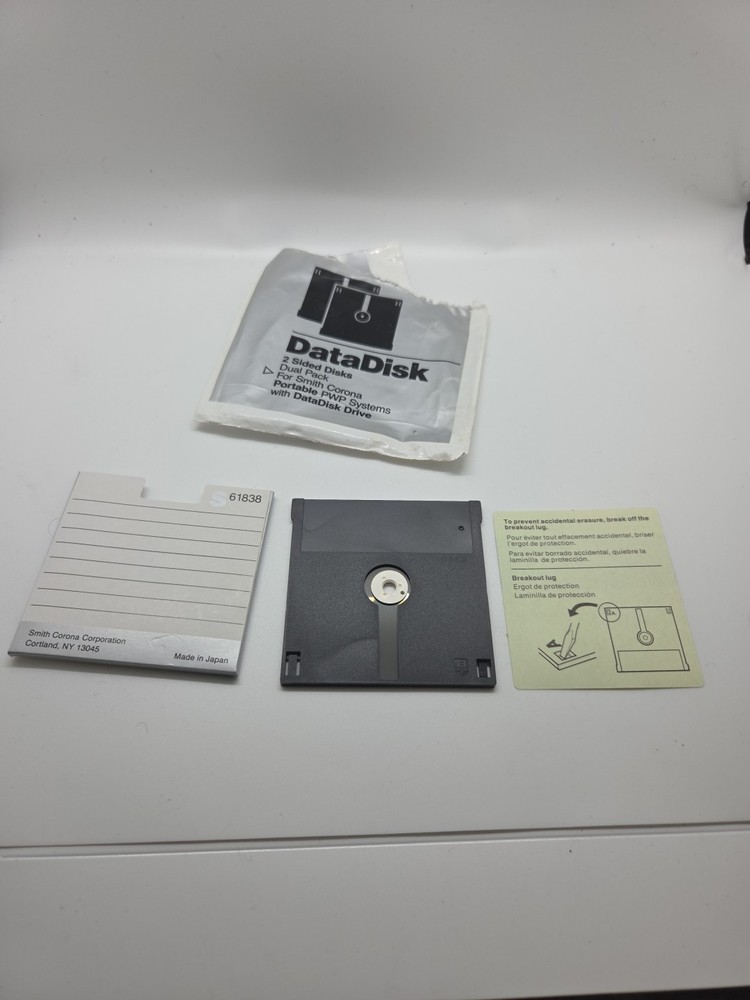 DataDisk
2 Sided Disks
Dual Pack
For Smith Corona
Portable PWP Systems
with DataDisk Drive
S 61838
Smith Corona Corporation
Cortland, NY 13045
Made in Japan
To prevent accidental erasure, break off the
breakout lug.
Pour éviter tout effacement accidental, briser
l'ergot de protection.
Para evitar borrado accidental, quiebre la
laminilla de protección.
Breakout lug
Ergot de protection
Laminilla de protección